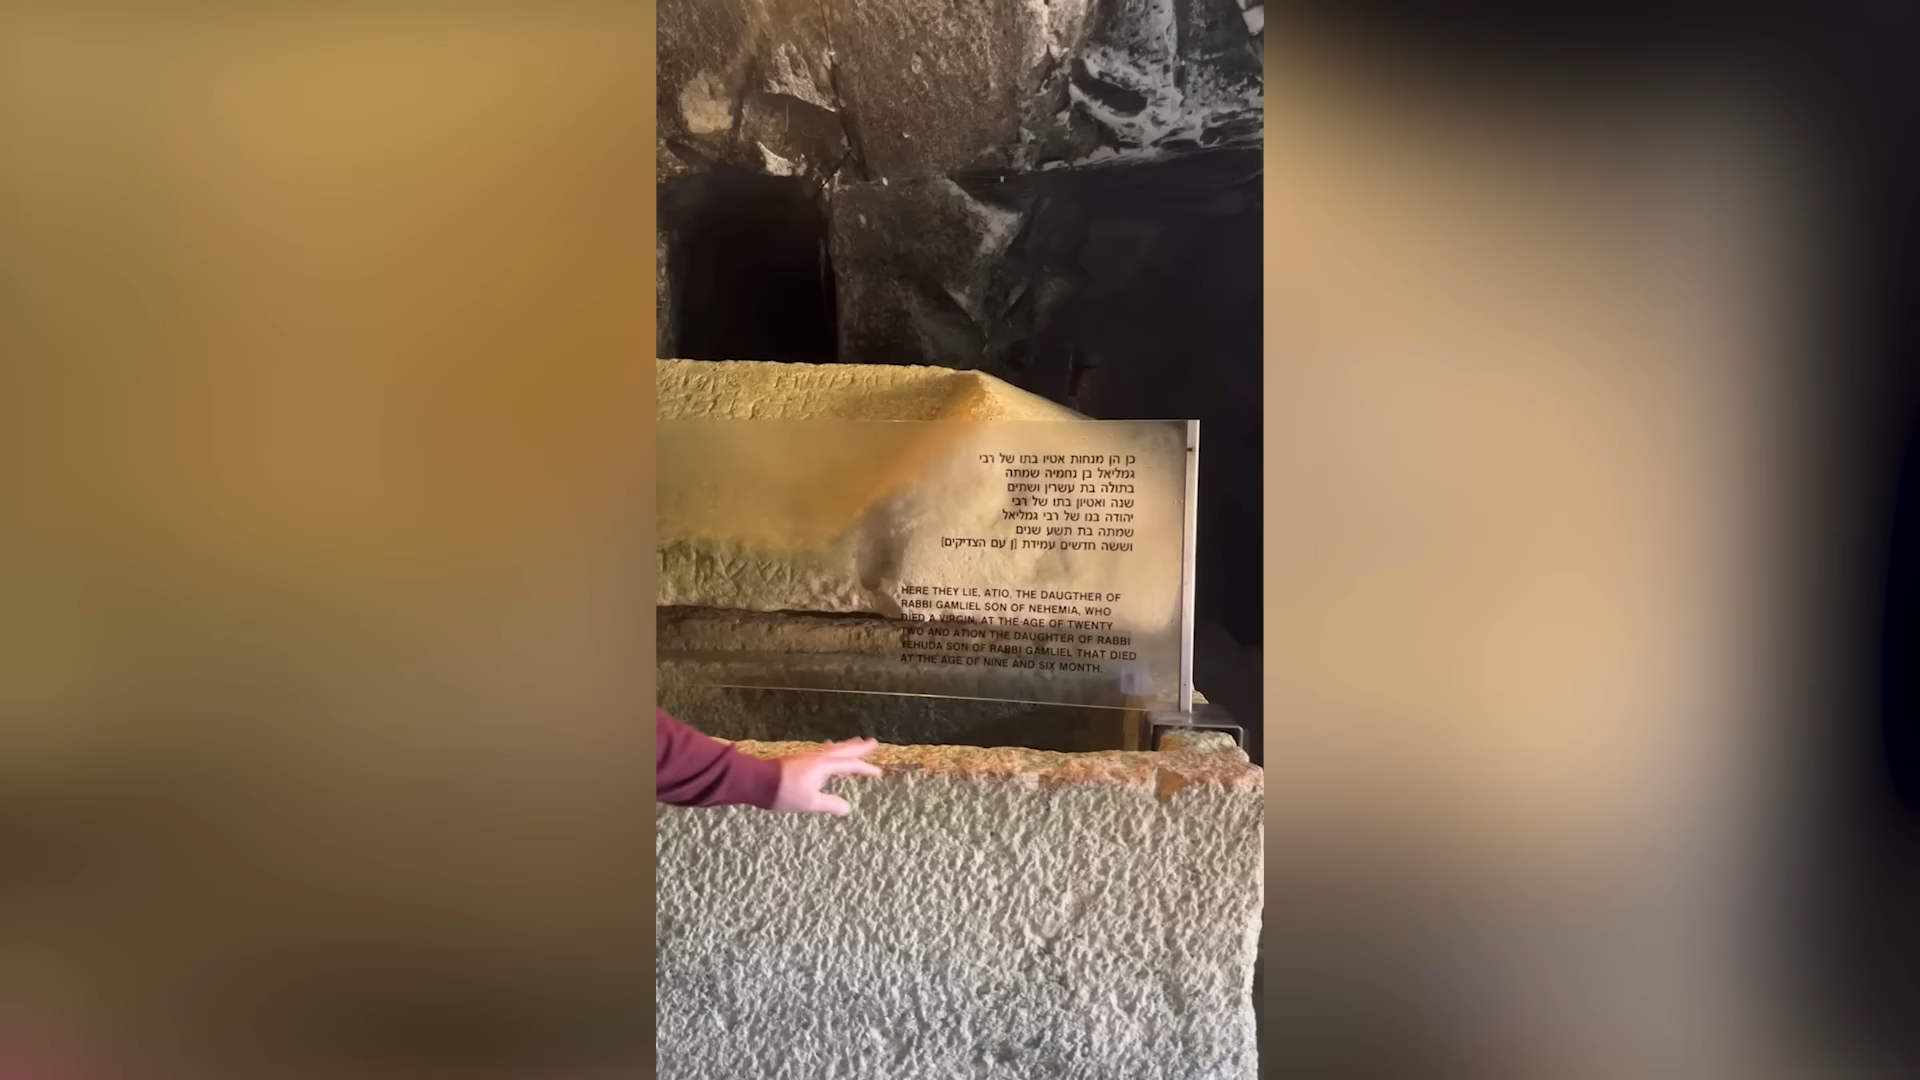 כן הן מנחות אטיו בתו של רבי
גמליאל בן נחמיה שמתה
בתולה בת עשרין ושתים
שנה ואטיון בתו של רבי
יהודה בנו של רבי גמליאל
שמתה בת תשע שנים
וששה חדשים עמידת [ן עם הצדיקים]
HERE THEY LIE, ATIO, THE DAUGTHER OF
RABBI GAMLIEL SON OF NEHEMIA, WHO
DIED A VIRGIN, AT THE AGE OF TWENTY
TWO AND ATION THE DAUGHTER OF RABBI
YEHUDA SON OF RABBI GAMLIEL THAT DIED
AT THE AGE OF NINE AND SIX MONTH.